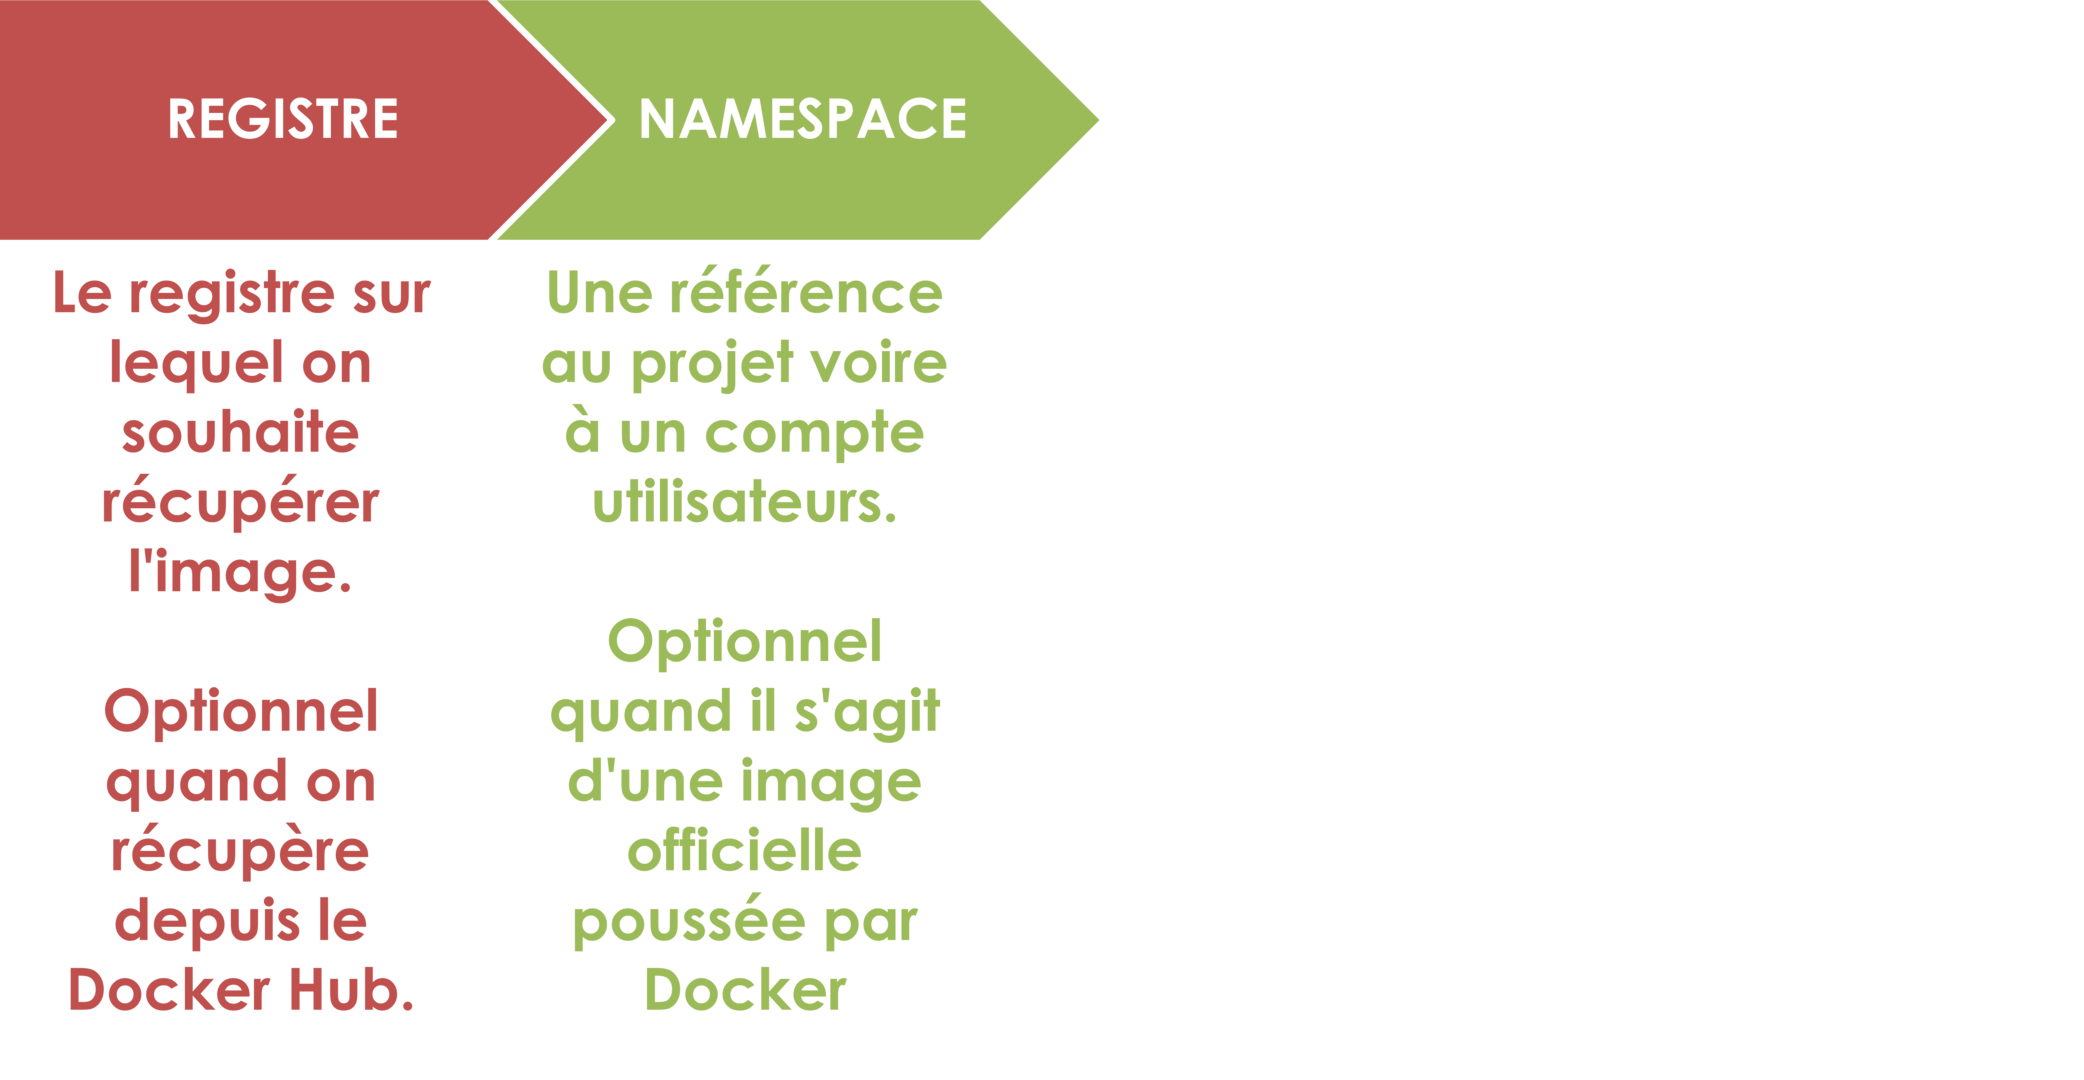 REGISTRE
NAMESPACE
Le registre sur
lequel on
souhaite
récupérer
l'image.
Optionnel
quand on
récupère
depuis le
Docker Hub.
Une référence
au projet voire
à un compte
utilisateurs.
Optionnel
quand il s'agit
d'une image
officielle
poussée par
Docker